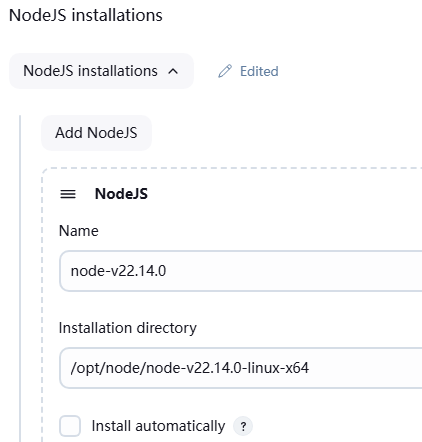 NodeJS installations
NodeJS installations
Edited
Add NodeJS
NodeJS
Name
node-v22.14.0
Installation directory
/opt/node/node-v22.14.0-linux-x64
Install automatically ?